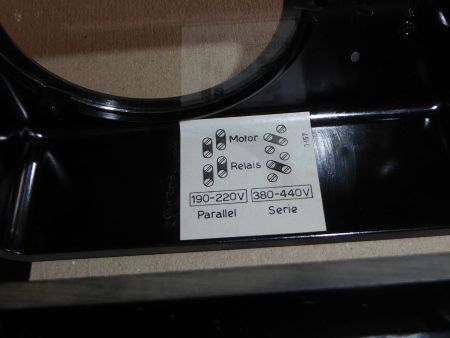 Motor
Relais
190-220V 380-440V
Parallel Serie